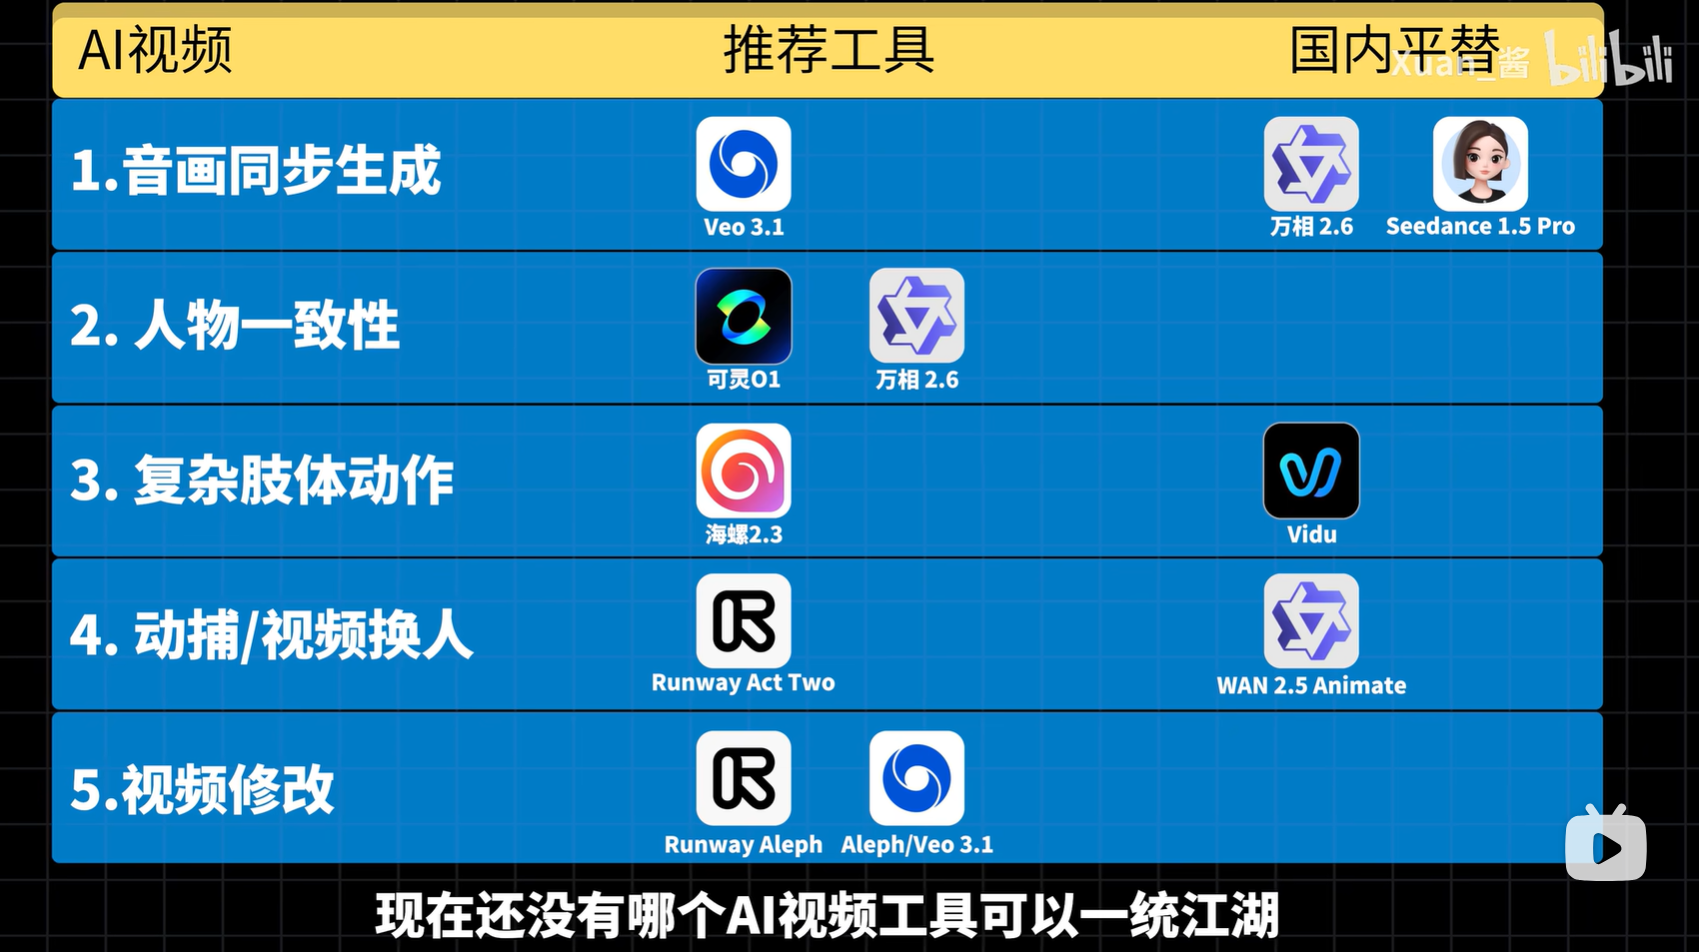 AI视频 推荐工具 国内平替
Xuan_酱 bilibili
1.音画同步生成
Veo 3.1 万相 2.6 Seedance 1.5 Pro
2. 人物一致性
可灵O1 万相 2.6
3. 复杂肢体动作
海螺2.3 Vidu
4. 动捕/视频换人
Runway Act Two WAN 2.5 Animate
5.视频修改
Runway Aleph Aleph/Veo 3.1
现在还没有哪个AI视频工具可以一统江湖